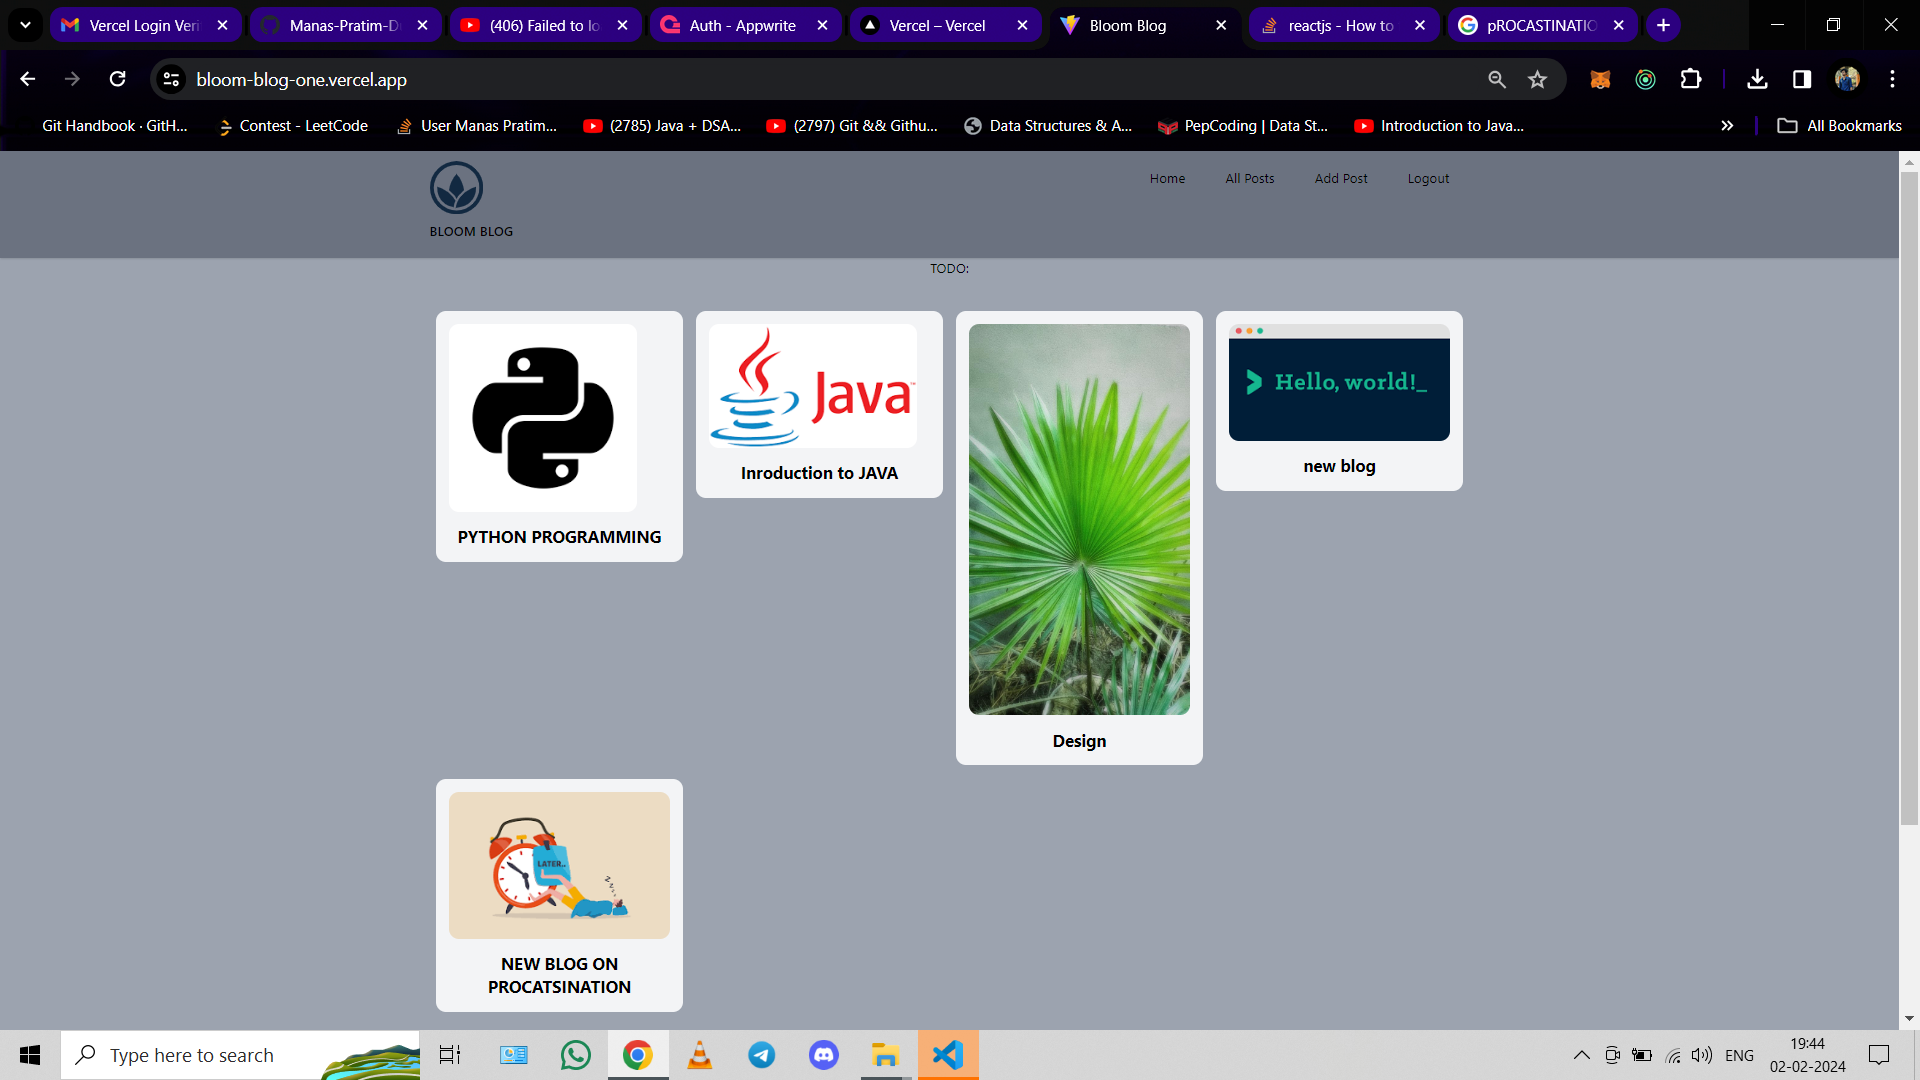 Vercel Login Veri
Manas-Pratim-D
(406) Failed to lo
Auth - Appwrite
Vercel – Vercel
Bloom Blog
reactjs - How to
pROCASTINATIO
bloom-blog-one.vercel.app
Git Handbook · GitH...
Contest - LeetCode
User Manas Pratim...
(2785) Java + DSA...
(2797) Git && Githu...
Data Structures & A...
PepCoding | Data St...
Introduction to Java...
All Bookmarks
BLOOM BLOG
Home
All Posts
Add Post
Logout
TODO:
Java
Hello, world!_
PYTHON PROGRAMMING
Inroduction to JAVA
new blog
Design
LATER..
NEW BLOG ON
PROCATSINATION
Type here to search
ENG
19:44
02-02-2024